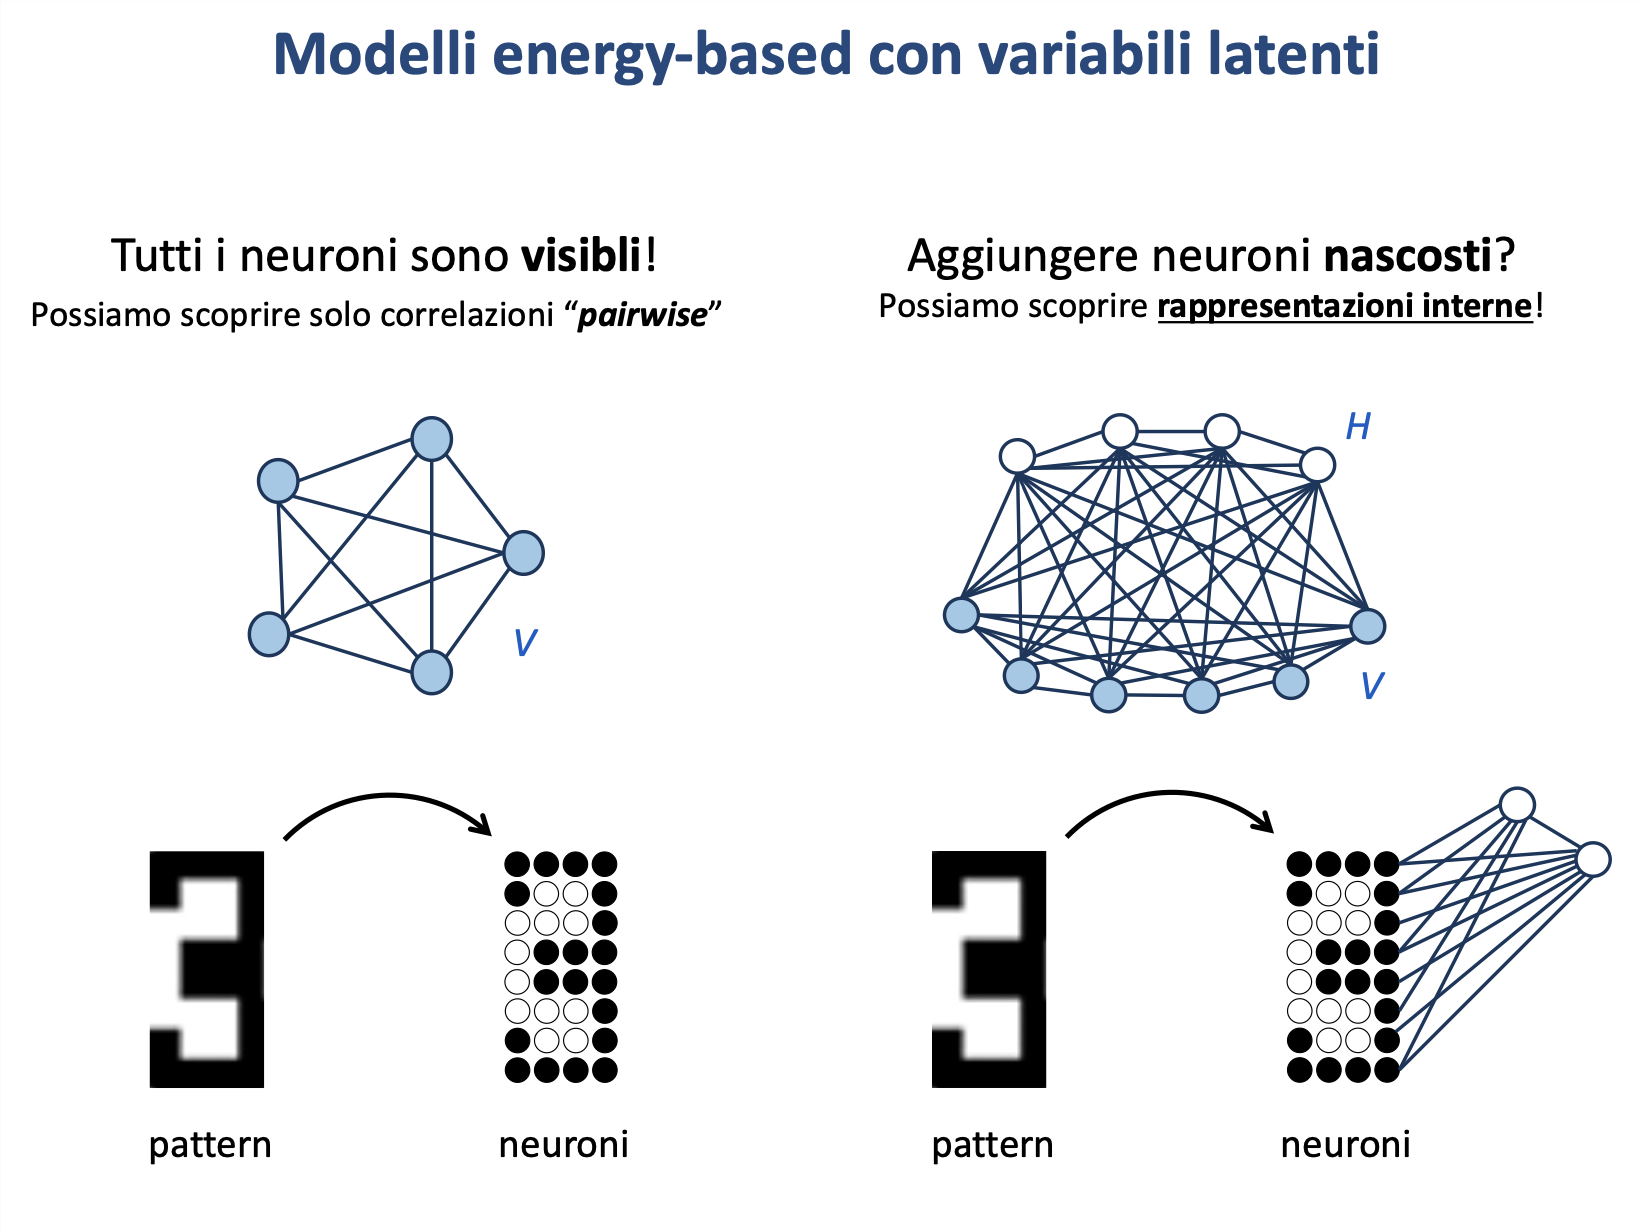 Modelli energy-based con variabili latenti
Tutti i neuroni sono visibli!
Possiamo scoprire solo correlazioni “pairwise”
Aggiungere neuroni nascosti?
Possiamo scoprire rappresentazioni interne!
V
H
V
pattern
neuroni
pattern
neuroni